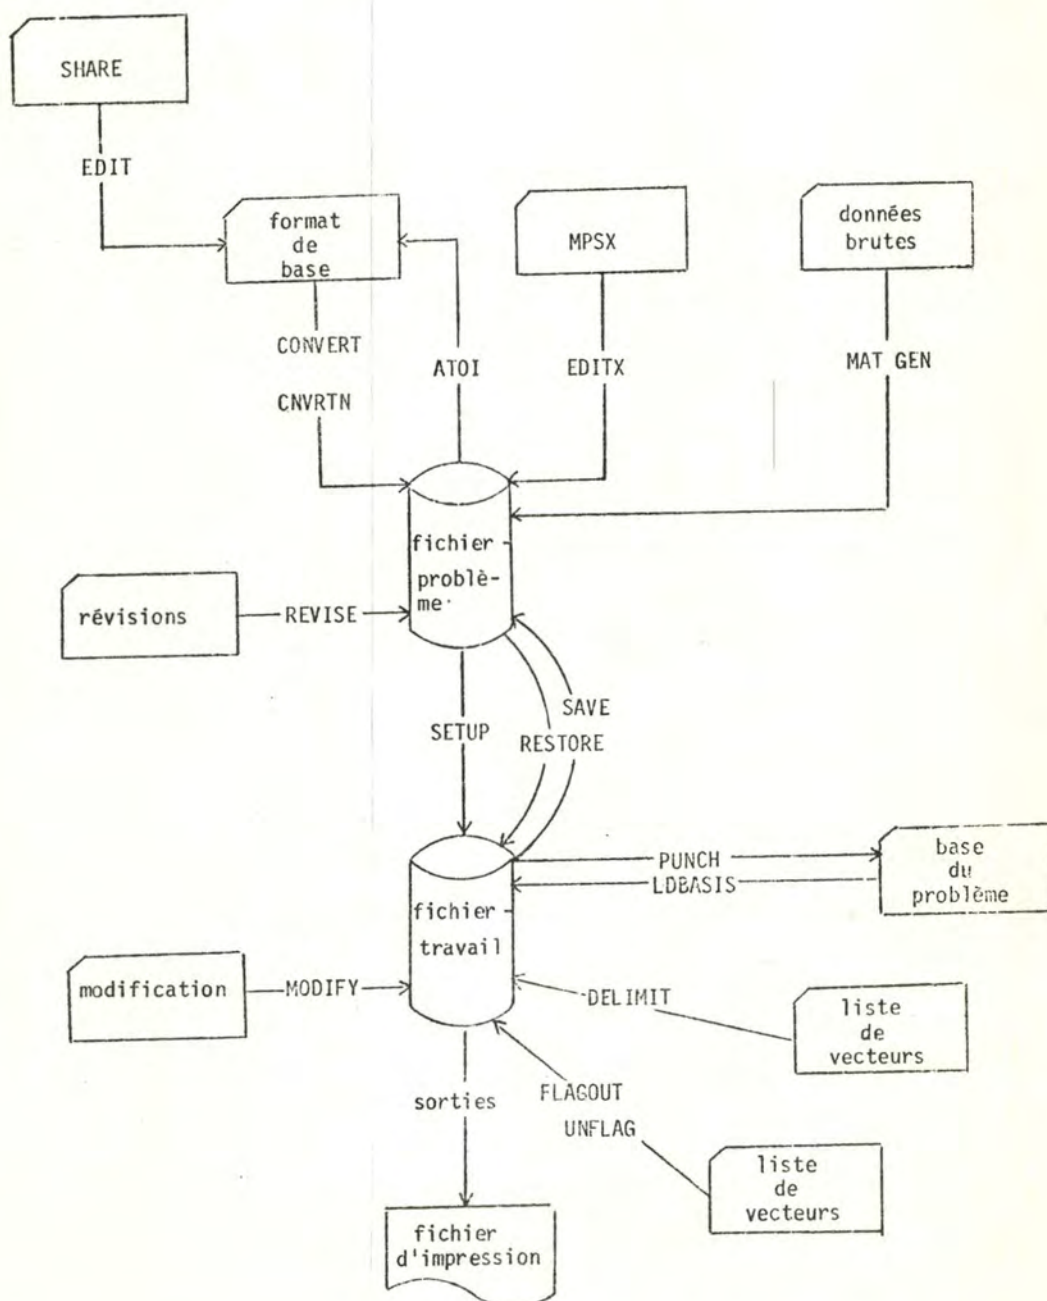 SHARE
EDIT
format
de
base
MPSX
données
brutes
CONVERT
CNVRTN
ATOI
EDITX
MAT GEN
fichier -
problè-
me.
révisions
REVISE
SETUP
SAVE
RESTORE
PUNCH
LDBASIS
base
du
problème
fichier -
travail
modification
MODIFY
DELIMIT
liste
de
vecteurs
sorties
FLAGOUT
UNFLAG
liste
de
vecteurs
fichier
d'impression